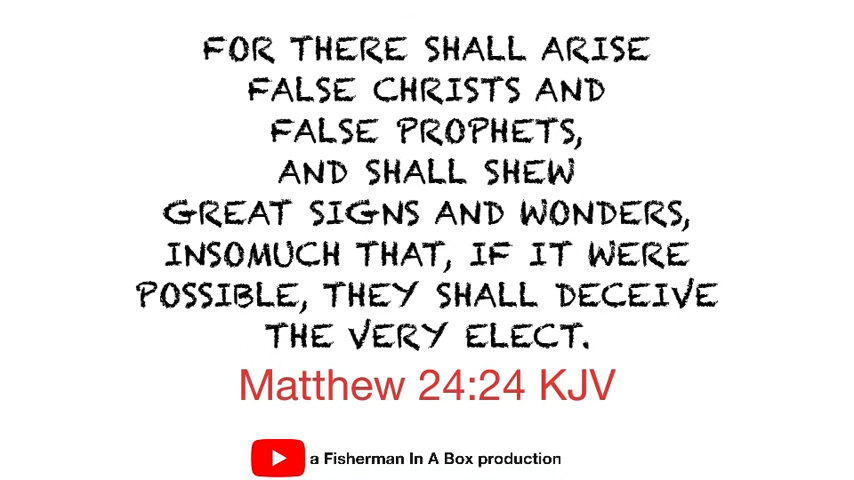 FOR THERE SHALL ARISE
FALSE CHRISTS AND
FALSE PROPHETS,
AND SHALL SHEW
GREAT SIGNS AND WONDERS,
INSOMUCH THAT, IF IT WERE
POSSIBLE, THEY SHALL DECEIVE
THE VERY ELECT.
Matthew 24:24 KJV
a Fisherman In A Box production